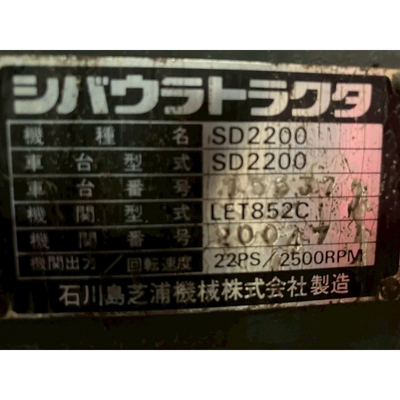 シバウラトラクタ
機種名 SD2200
車台型式 SD2200
車台番号
機関型式 LET852C
機関番号
機関出力/回転速度 22PS/2500RPM
石川島芝浦機械株式会社製造